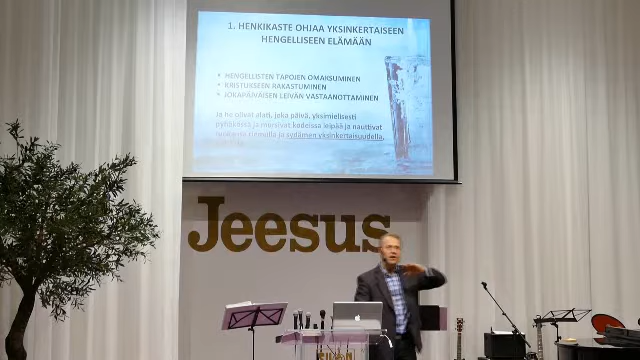 1. HENKIKASTE OHJAA YKSINKERTAISEEN
HENGELLISEEN ELÄMÄÄN
• HENGELLISTEN TAPOJEN OMAKSUMINEN
• KRISTUKSEEN RAKASTUMINEN
• JOKAPÄIVÄISEN LEIVÄN VASTAANOTTAMINEN
Ja he olivat alati, joka päivä, yksimielisesti
pyhäkössä ja mursivat kodeissa leipää ja nauttivat
ruokansa riemulla ja sydämen yksinkertaisuudella,
Jeesus